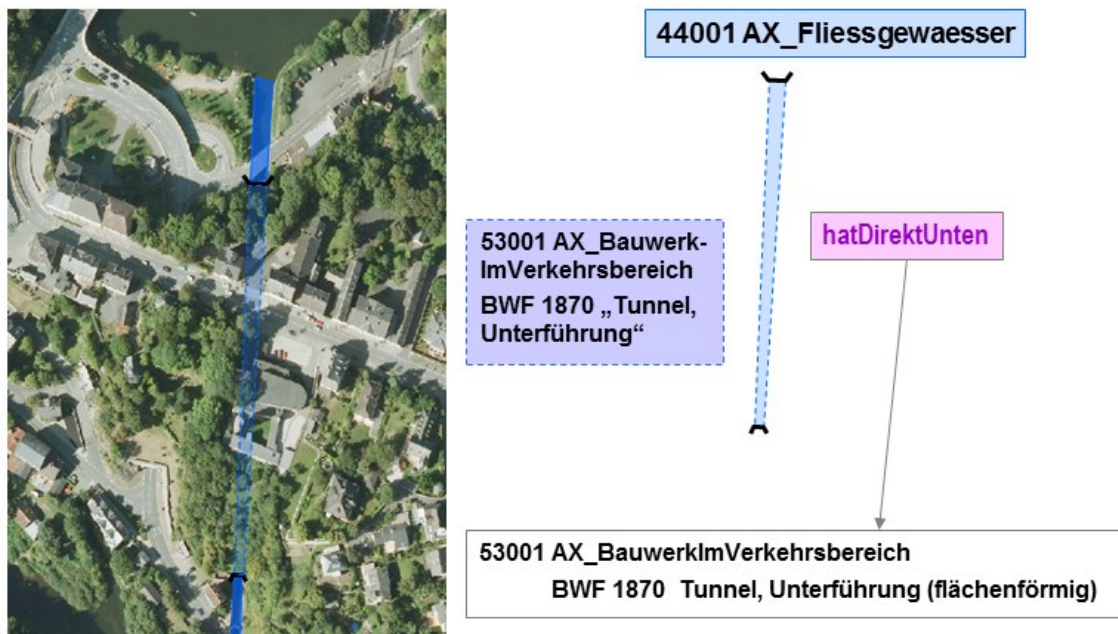 44001 AX_Fliessgewaesser
53001 AX_Bauwerk-
ImVerkehrsbereich
BWF 1870 „Tunnel,
Unterführung“
hatDirektUnten
53001 AX_BauwerkImVerkehrsbereich
BWF 1870 Tunnel, Unterführung (flächenförmig)